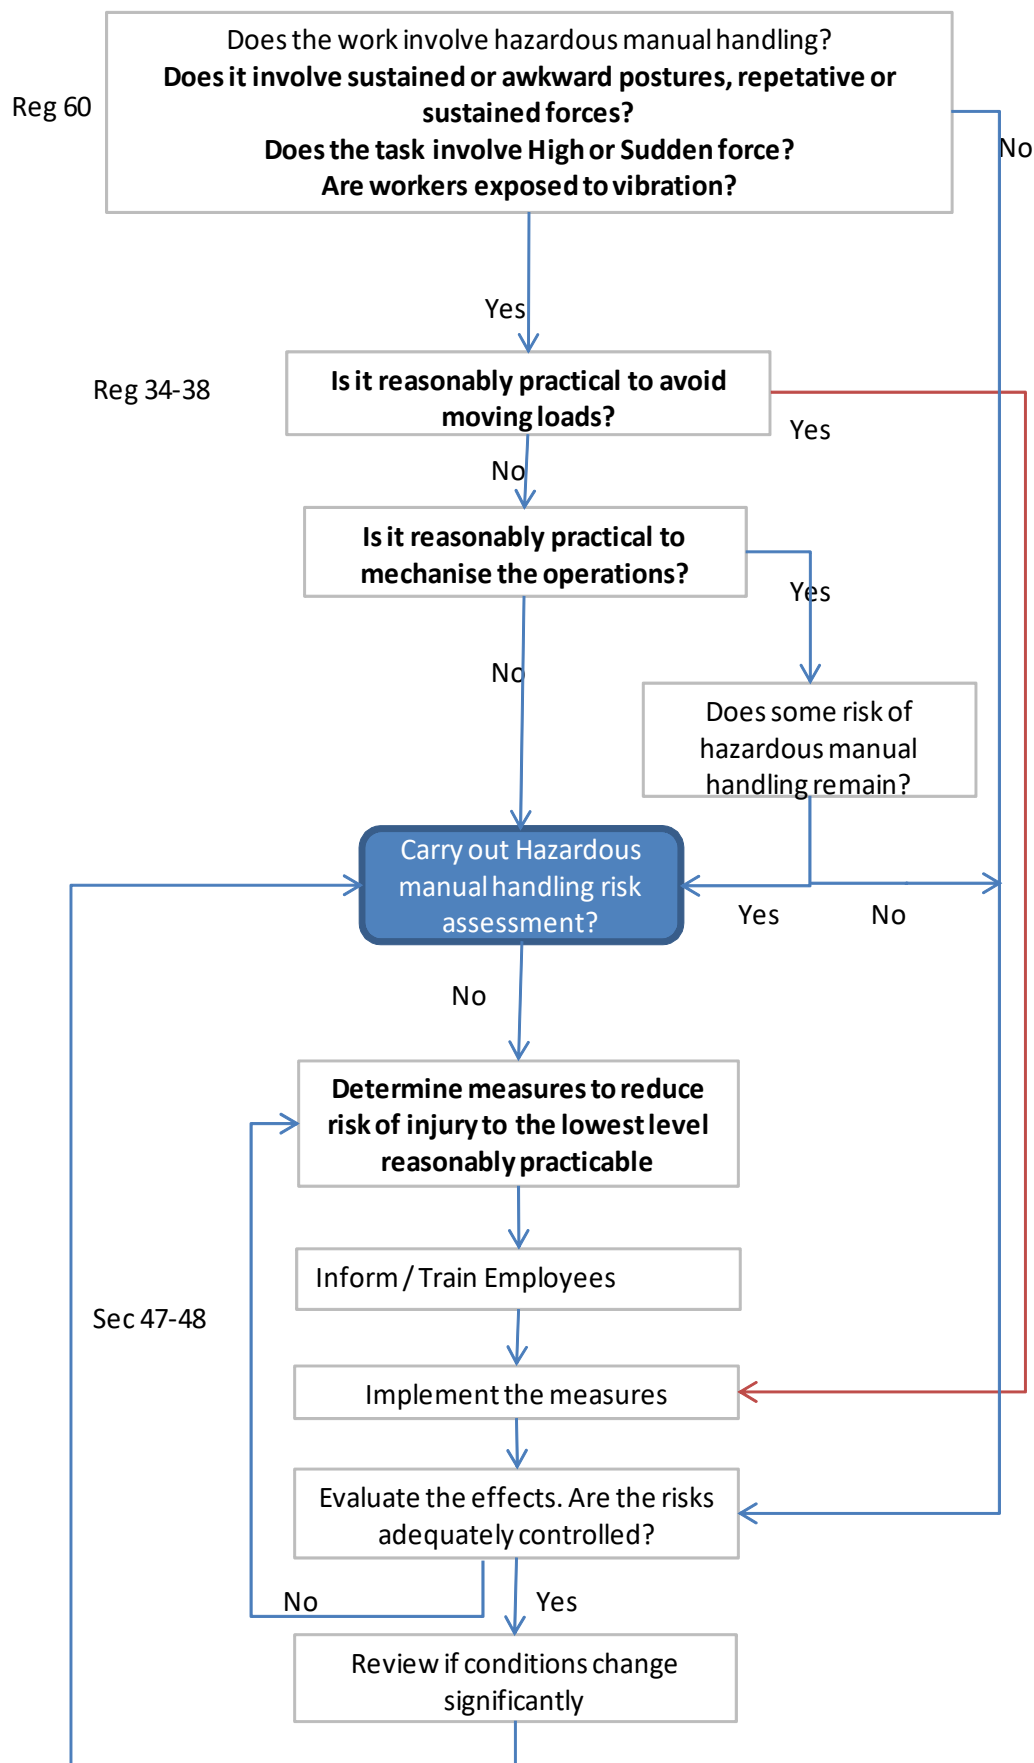 Does the work involve hazardous manual handling?
Does it involve sustained or awkward postures, repetative or
sustained forces?
Does the task involve High or Sudden force?
Are workers exposed to vibration?
Reg 60
No
Yes
Reg 34-38
Is it reasonably practical to avoid
moving loads?
Yes
No
Is it reasonably practical to
mechanise the operations?
Yes
No
Does some risk of
hazardous manual
handling remain?
Carry out Hazardous
manual handling risk
assessment?
Yes
No
No
Determine measures to reduce
risk of injury to the lowest level
reasonably practicable
Inform / Train Employees
Sec 47-48
Implement the measures
Evaluate the effects. Are the risks
adequately controlled?
No
Yes
Review if conditions change
significantly